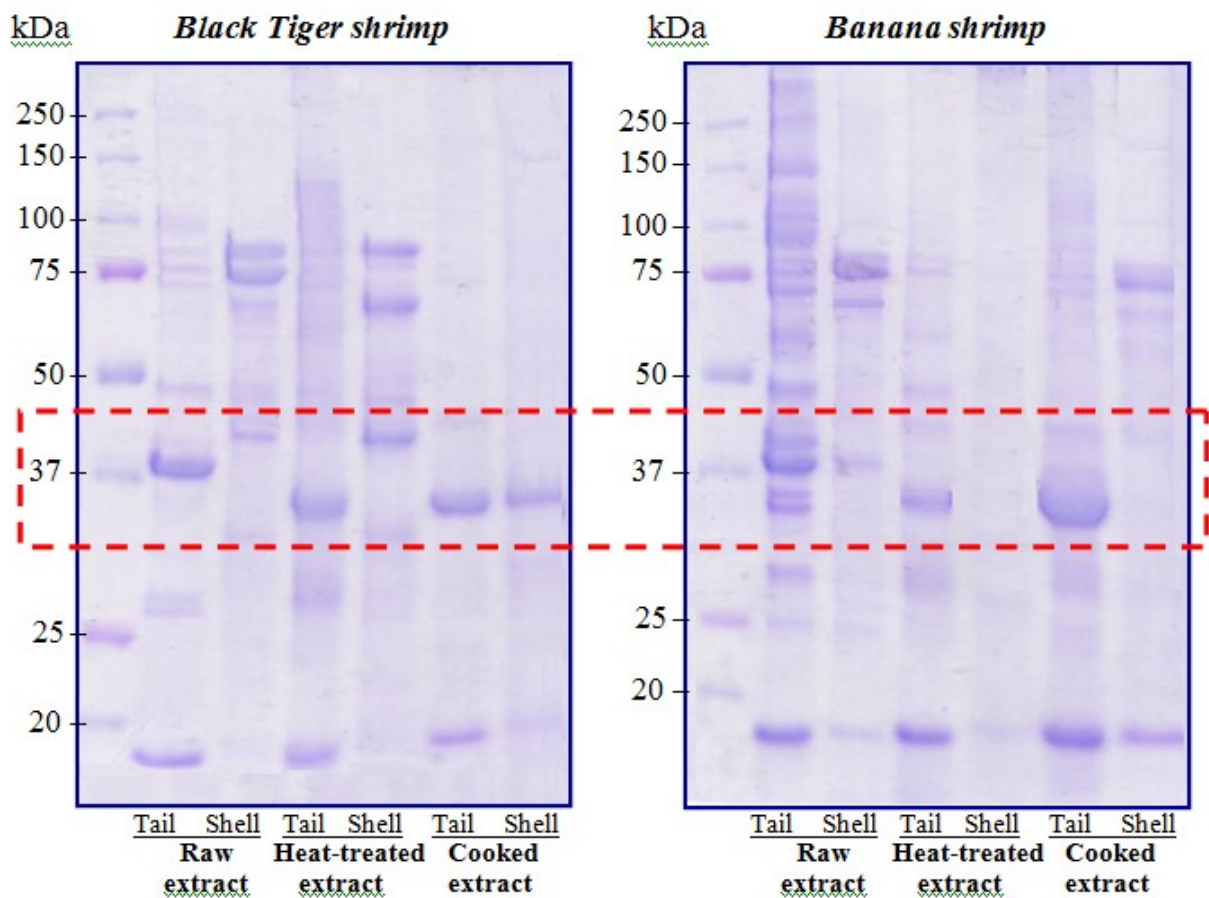 kDa Black Tiger shrimp
250
150
100
75
50
37
25
20
Tail Shell Tail Shell Tail Shell
Raw extract Heat-treated extract Cooked extract
kDa Banana shrimp
250
150
100
75
50
37
25
20
Tail Shell Tail Shell Tail Shell
Raw extract Heat-treated extract Cooked extract